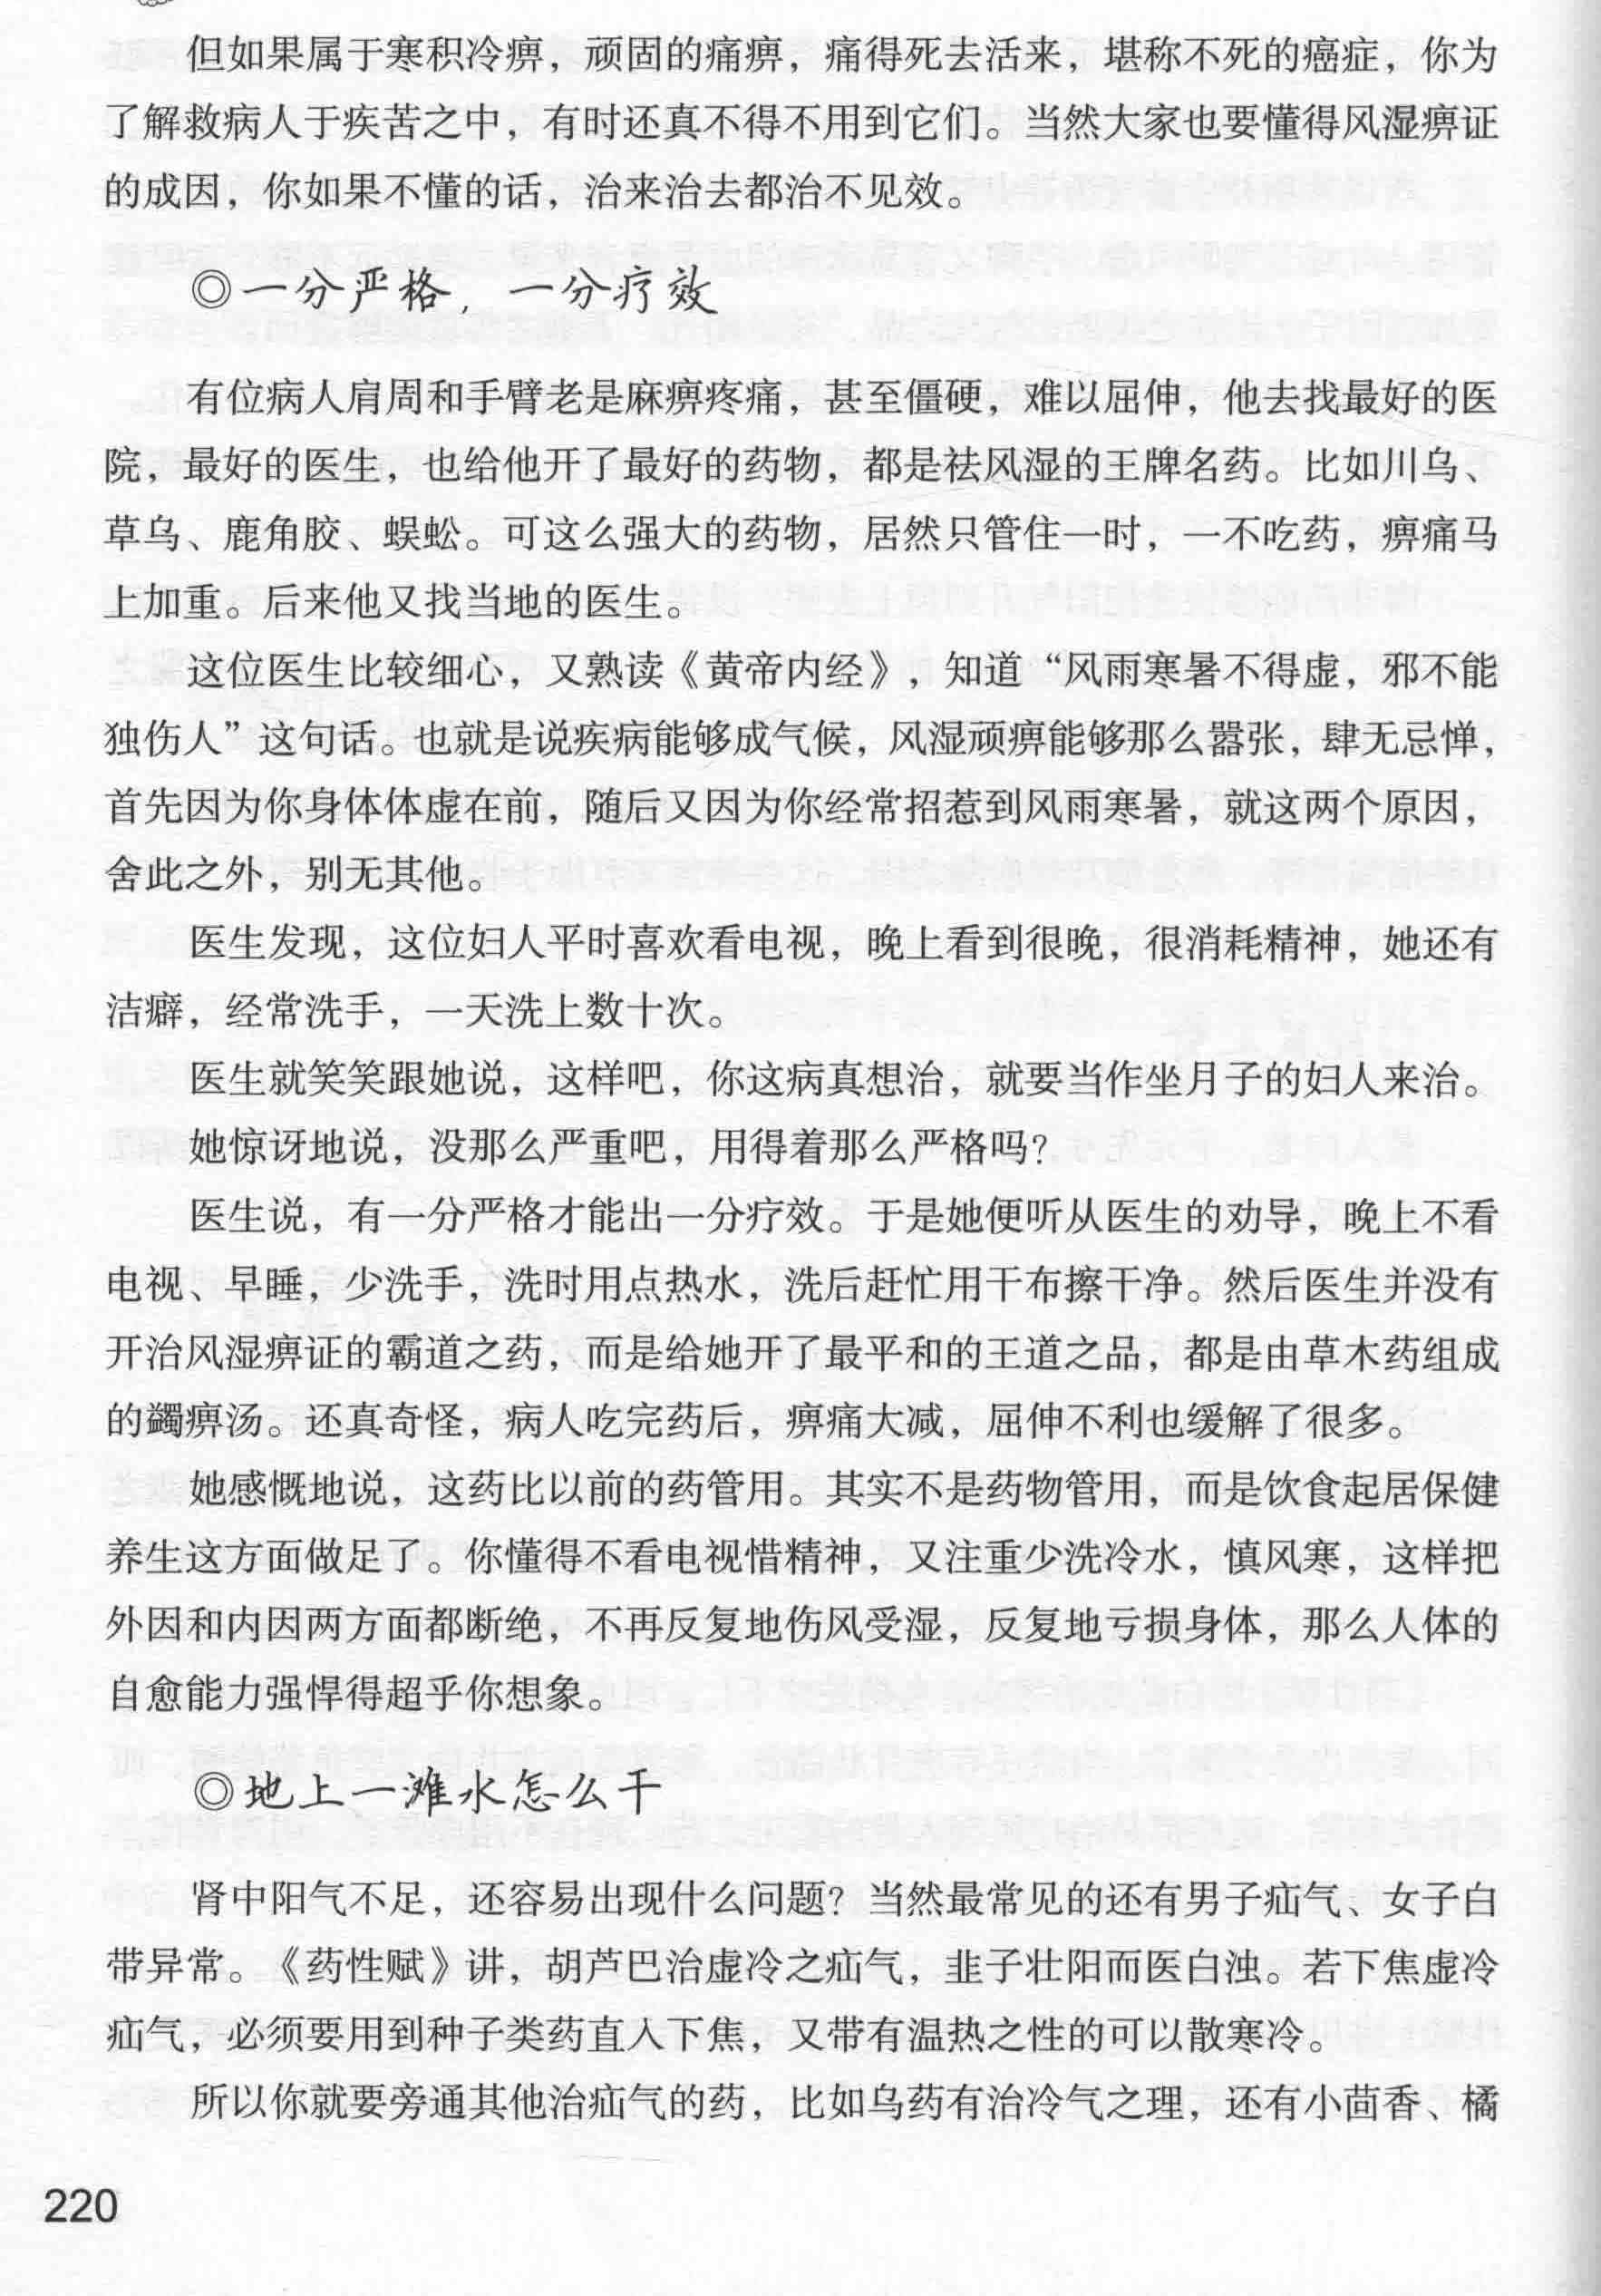 但如果属于寒积冷痹，顽固的痛痹，痛得死去活来，堪称不死的癌症，你为
了解救病人于疾苦之中，有时还真不得不用到它们。当然大家也要懂得风湿痹证
的成因，你如果不懂的话，治来治去都治不见效。
◎一分严格，一分疗效
有位病人肩周和手臂老是麻痹疼痛，甚至僵硬，难以屈伸，他去找最好的医
院，最好的医生，也给他开了最好的药物，都是祛风湿的王牌名药。比如川乌、
草乌、鹿角胶、蜈蚣。可这么强大的药物，居然只管住一时，一不吃药，痹痛马
上加重。后来他又找当地的医生。
这位医生比较细心，又熟读《黄帝内经》，知道“风雨寒暑不得虚，邪不能
独伤人”这句话。也就是说疾病能够成气候，风湿顽痹能够那么嚣张，肆无忌惮，
首先因为你身体体虚在前，随后又因为你经常招惹到风雨寒暑，就这两个原因，
舍此之外，别无其他。
医生发现，这位妇人平时喜欢看电视，晚上看到很晚，很消耗精神，她还有
洁癖，经常洗手，一天洗上数十次。
医生就笑笑跟她说，这样吧，你这病真想治，就要当作坐月子的妇人来治。
她惊讶地说，没那么严重吧，用得着那么严格吗？
医生说，有一分严格才能出一分疗效。于是她便听从医生的劝导，晚上不看
电视、早睡，少洗手，洗时用点热水，洗后赶忙用干布擦干净。然后医生并没有
开治风湿痹证的霸道之药，而是给她开了最平和的王道之品，都是由草木药组成
的蠲痹汤。还真奇怪，病人吃完药后，痹痛大减，屈伸不利也缓解了很多。
她感慨地说，这药比以前的药管用。其实不是药物管用，而是饮食起居保健
养生这方面做足了。你懂得不看电视惜精神，又注重少洗冷水，慎风寒，这样把
外因和内因两方面都断绝，不再反复地伤风受湿，反复地亏损身体，那么人体的
自愈能力强悍得超乎你想象。
◎地上一滩水怎么干
肾中阳气不足，还容易出现什么问题？当然最常见的还有男子疝气、女子白
带异常。《药性赋》讲，胡芦巴治虚冷之疝气，韭子壮阳而医白浊。若下焦虚冷
疝气，必须要用到种子类药直入下焦，又带有温热之性的可以散寒冷。
所以你就要旁通其他治疝气的药，比如乌药有治冷气之理，还有小茴香、橘
220